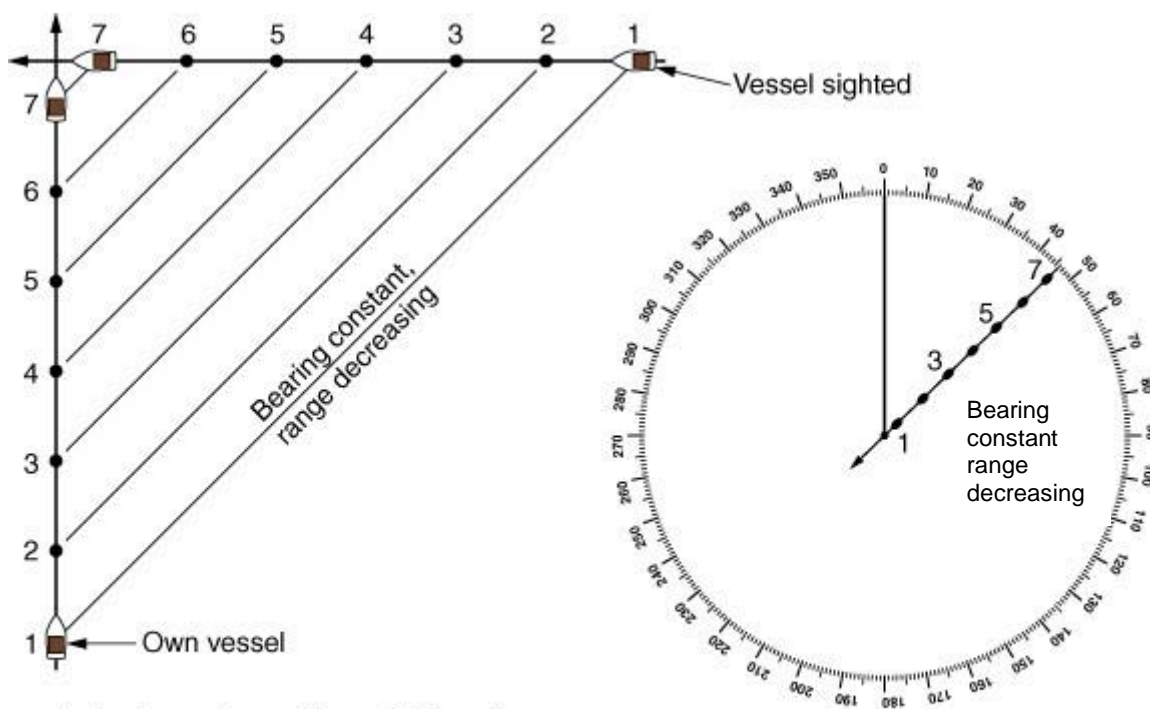 7 6 5 4 3 2 1
Vessel sighted
7
6
5
4
3
2
1
Own vessel
Bearing constant,
range decreasing
0 10 20 30 40 50 60 70 80 90 100 110 120 130 140 150 160 170 180 190 200 210 220 230 240 250 260 270 280 290 300 310 320 330 340 350
7
5
3
1
Bearing
constant
range
decreasing